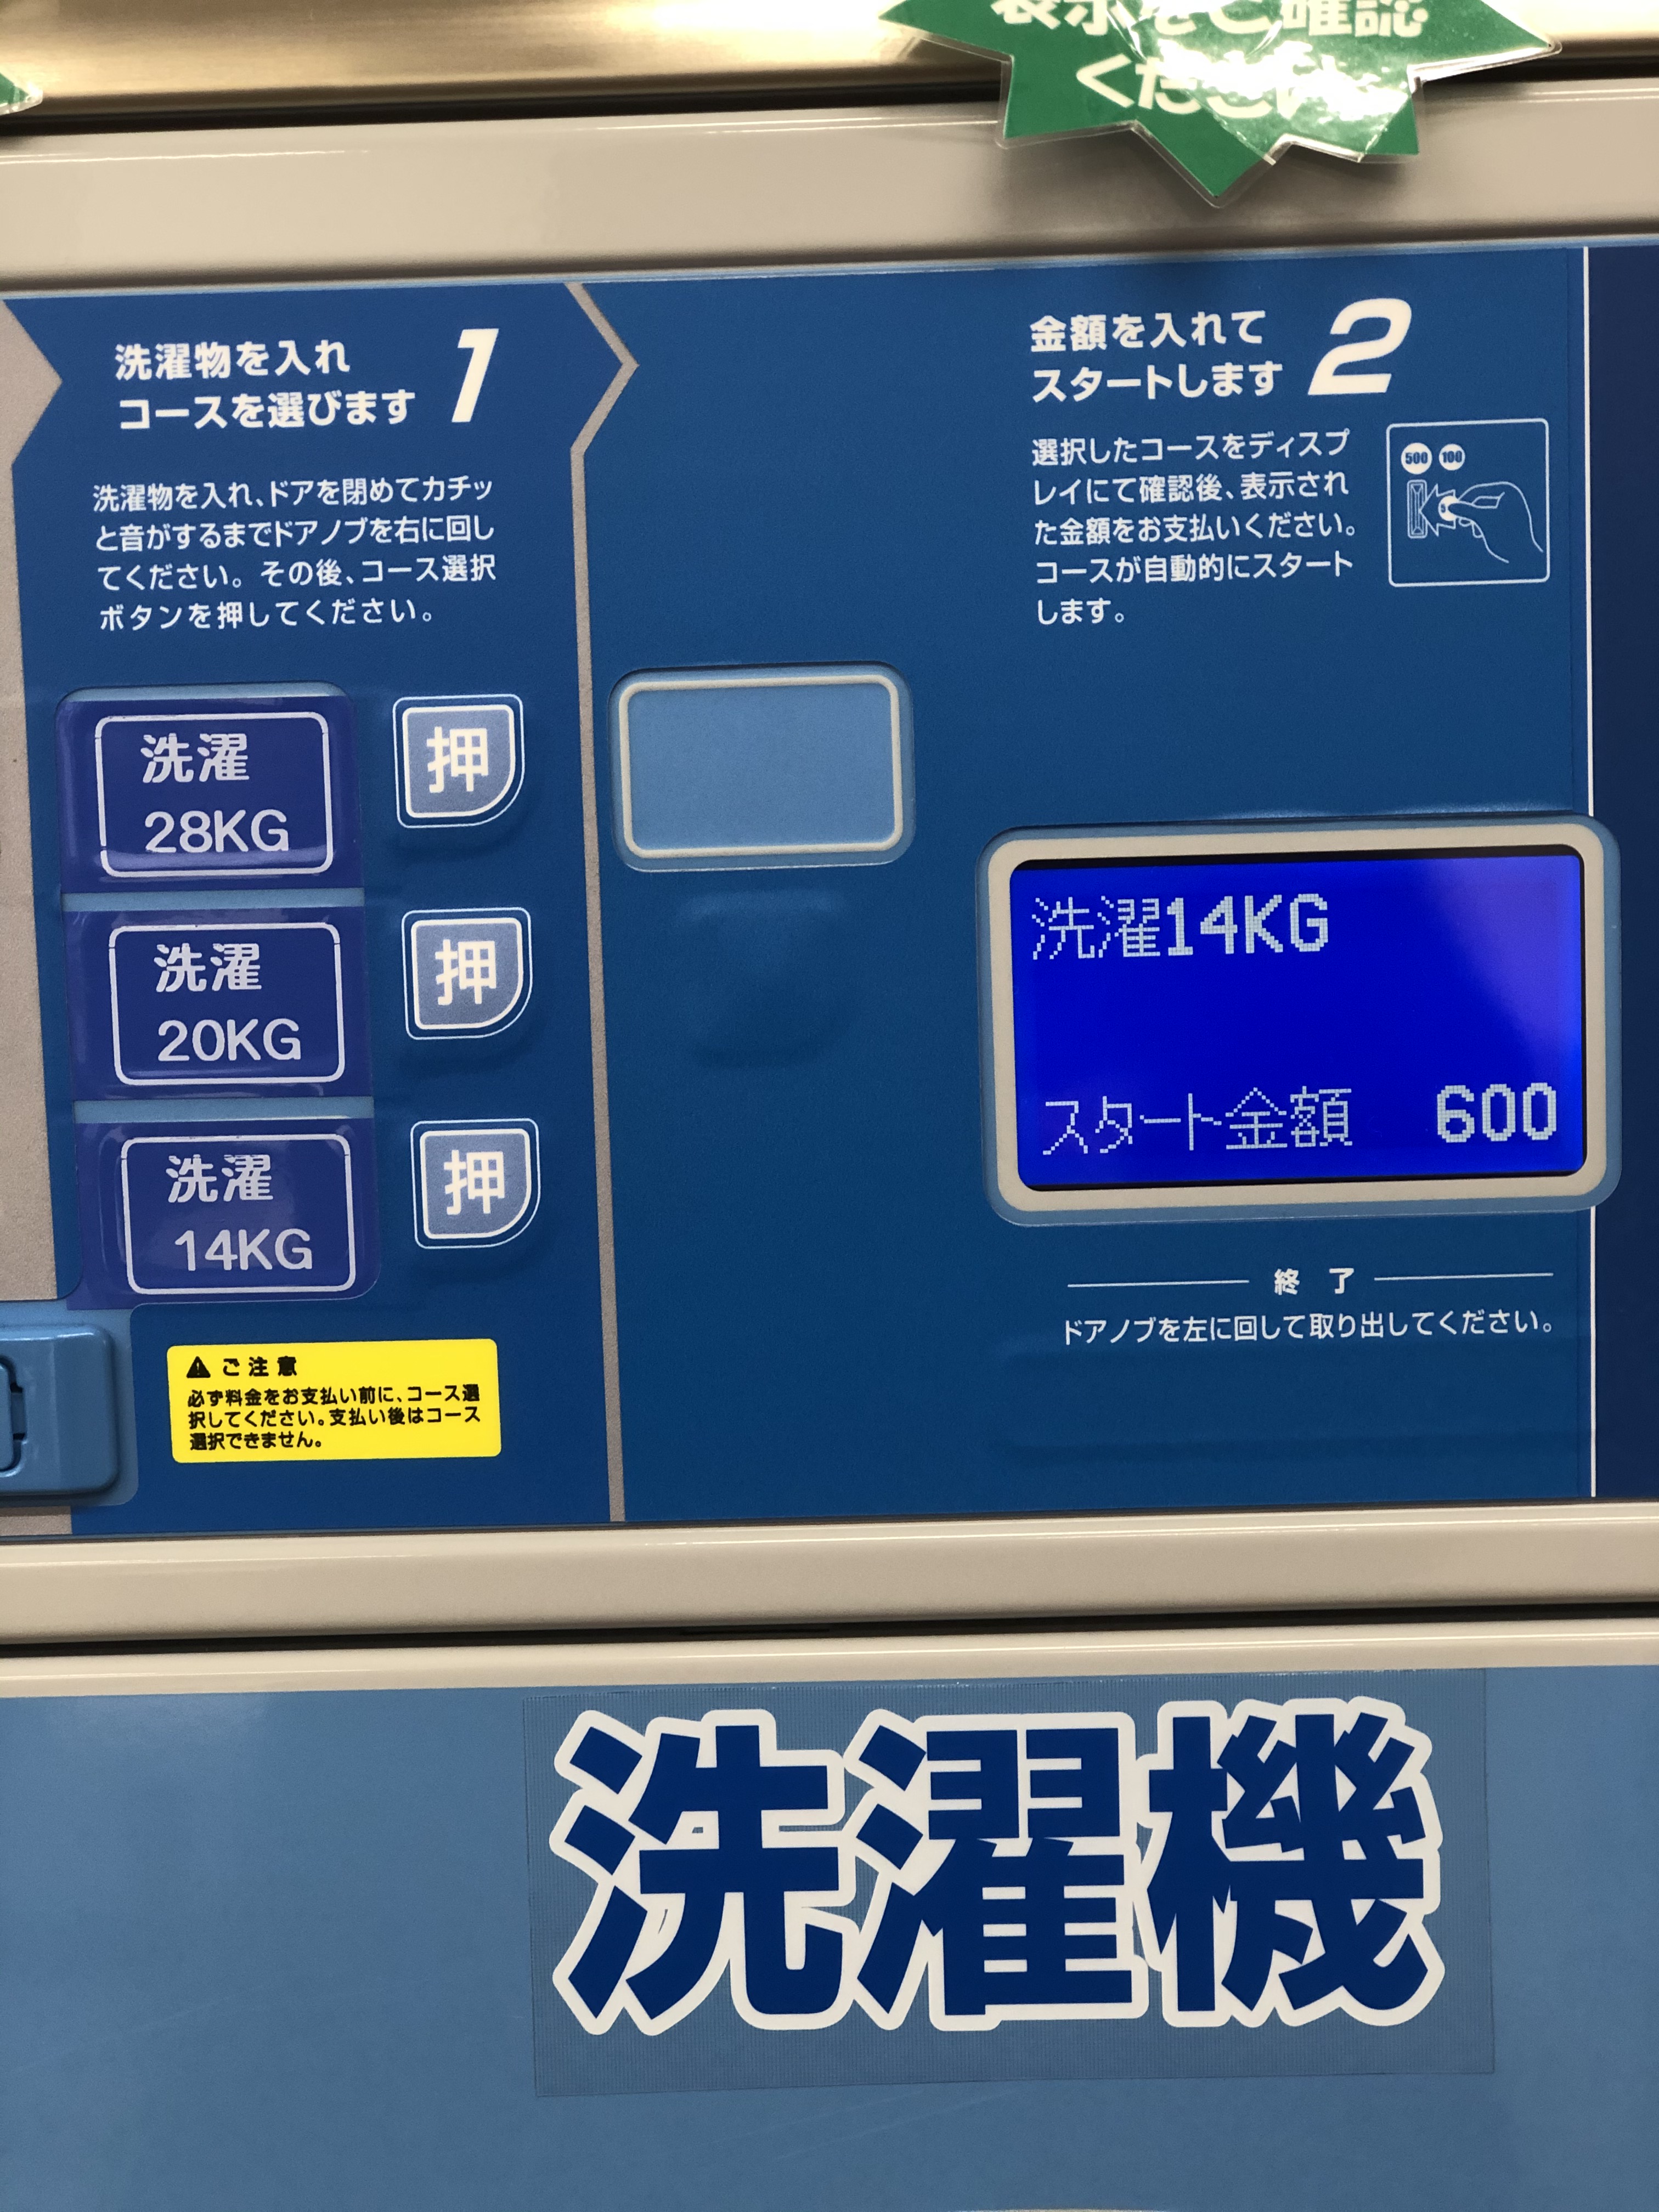 表示をご確認
ください
洗濯物を入れ
コースを選びます
1
洗濯物を入れ、ドアを閉めてカチッ
と音がするまでドアノブを右に回し
てください。その後、コース選択
ボタンを押してください。
洗濯
28KG
押
洗濯
20KG
押
洗濯
14KG
押
ご注意
必ず料金をお支払い前に、コース選
択してください。支払い後はコース
選択できません。
金額を入れて
スタートします
2
選択したコースをディスプ
レイにて確認後、表示され
た金額をお支払いください。
コースが自動的にスタート
します。
500 100
洗濯14KG
スタート金額 600
終了
ドアノブを左に回して取り出してください。
洗濯機